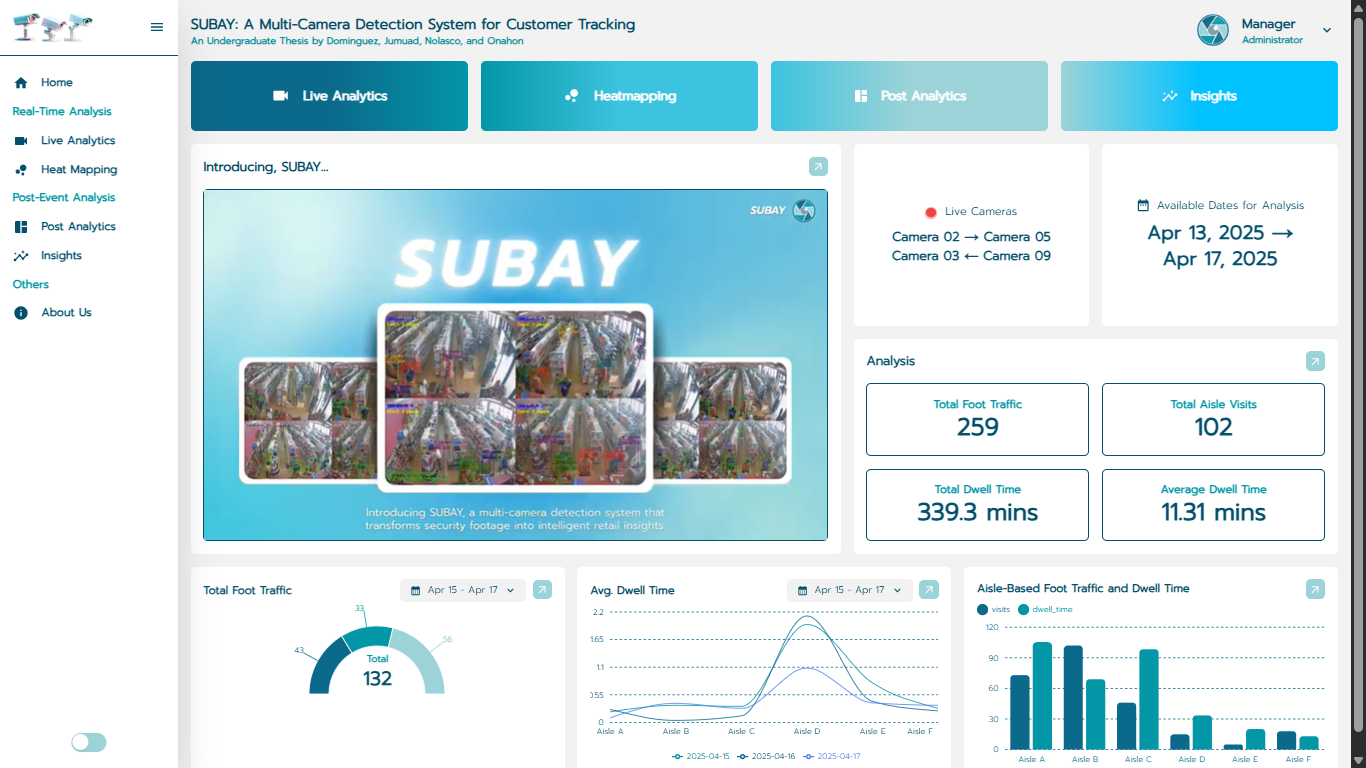 SUBAY: A Multi-Camera Detection System for Customer Tracking
An Undergraduate Thesis by Dominguez, Jumuad, Nolasco, and Onahon
Manager
Administrator
Home
Real-Time Analysis
Live Analytics
Heat Mapping
Post-Event Analysis
Post Analytics
Insights
Others
About Us
Live Analytics
Heatmapping
Post Analytics
Insights
Introducing, SUBAY...
SUBAY
SUBAY
Introducing SUBAY, a multi-camera detection system that
transforms security footage into intelligent retail insights.
Live Cameras
Camera 02 → Camera 05
Camera 03 ← Camera 09
Available Dates for Analysis
Apr 13, 2025 →
Apr 17, 2025
Analysis
Total Foot Traffic
259
Total Aisle Visits
102
Total Dwell Time
339.3 mins
Average Dwell Time
11.31 mins
Total Foot Traffic
Apr 15 - Apr 17
33
43
56
Total
132
Avg. Dwell Time
Apr 15 - Apr 17
2.2
1.65
1.1
0.55
0
Aisle A
Aisle B
Aisle C
Aisle D
Aisle E
Aisle F
2025-04-15
2025-04-16
2025-04-17
Aisle-Based Foot Traffic and Dwell Time
visits
dwell_time
120
90
60
30
0
Aisle A
Aisle B
Aisle C
Aisle D
Aisle E
Aisle F